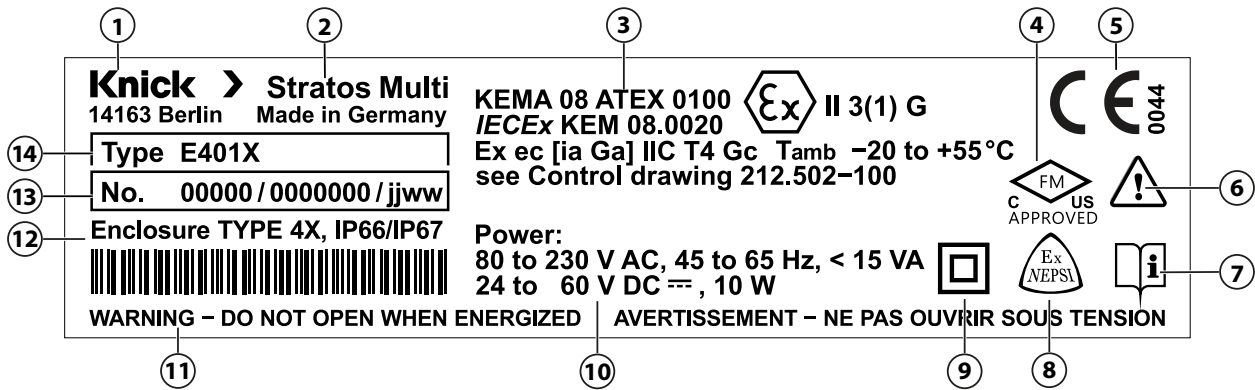 1 2 3 4 5
Knick > Stratos Multi
14163 Berlin Made in Germany
KEMA 08 ATEX 0100 Ex II 3(1) G
IECEx KEM 08.0020
Ex ec [ia Ga] IIC T4 Gc Tamb −20 to +55 °C
see Control drawing 212.502−100
CE 0044
14 Type E401X
13 No. 00000 / 0000000 / jjww
12 Enclosure TYPE 4X, IP66/IP67
FM
C US
APPROVED
6
Power:
80 to 230 V AC, 45 to 65 Hz, < 15 VA
24 to 60 V DC ⎓ , 10 W
Ex
NEPSI
i
7
WARNING − DO NOT OPEN WHEN ENERGIZED AVERTISSEMENT − NE PAS OUVRIR SOUS TENSION
11 10 9 8